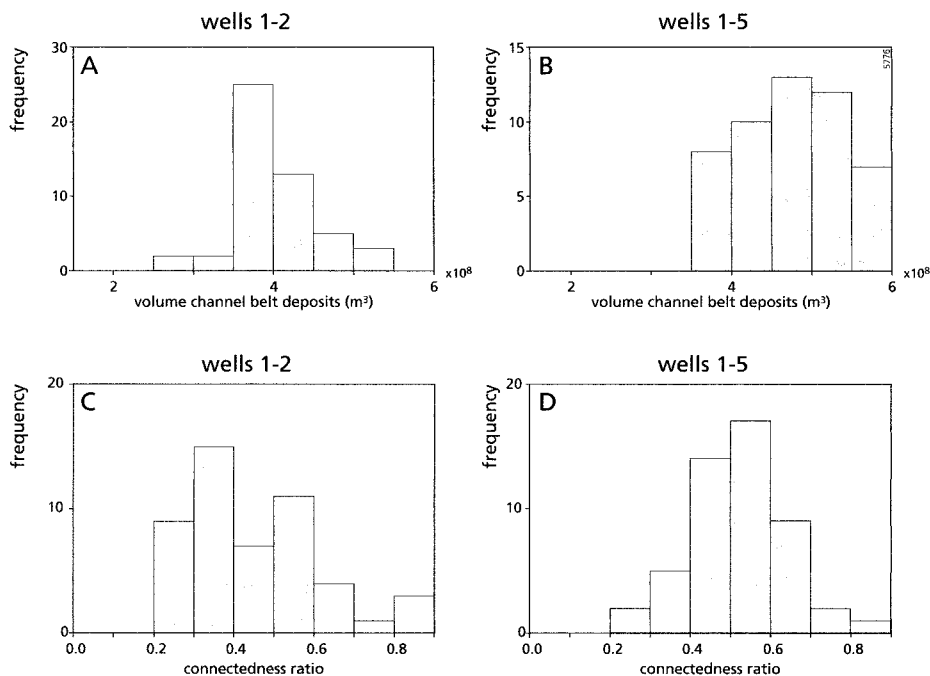 wells 1-2
wells 1-5
A
B
frequency
frequency
30
20
10
0
15
10
5
0
5776
2
4
6
x10⁸
2
4
6
x10⁸
volume channel belt deposits (m³)
volume channel belt deposits (m³)
wells 1-2
wells 1-5
C
D
frequency
frequency
20
10
0
20
10
0
0.0
0.2
0.4
0.6
0.8
0.0
0.2
0.4
0.6
0.8
connectedness ratio
connectedness ratio